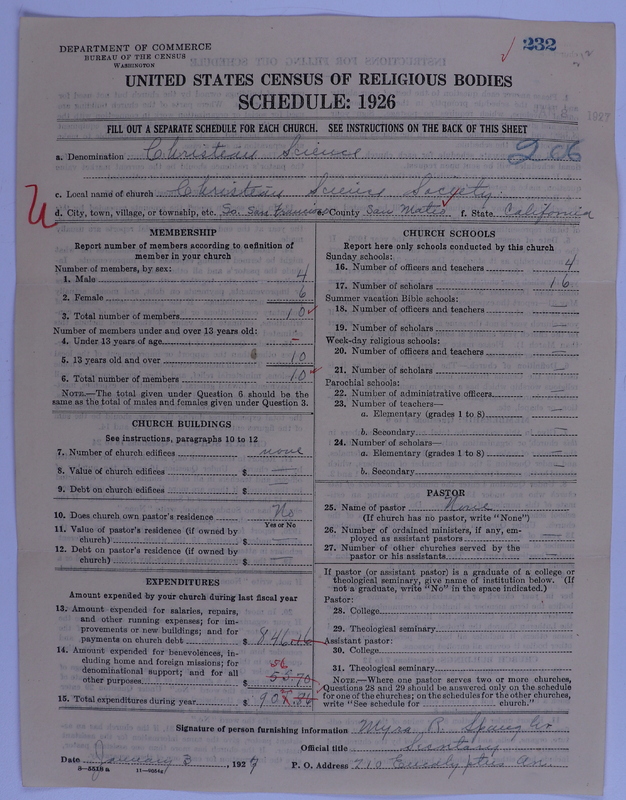 232
DEPARTMENT OF COMMERCE
BUREAU OF THE CENSUS
WASHINGTON
UNITED STATES CENSUS OF RELIGIOUS BODIES
SCHEDULE: 1926
1927
FILL OUT A SEPARATE SCHEDULE FOR EACH CHURCH. SEE INSTRUCTIONS ON THE BACK OF THIS SHEET
a. Denomination Christian Science 206
c. Local name of church Christian Science Society
d. City, town, village, or township, etc. So. San Francisco e. County San Mateo f. State California
MEMBERSHIP
Report number of members according to definition of
member in your church
Number of members, by sex:
1. Male 4
2. Female 6
3. Total number of members 10
Number of members under and over 13 years old:
4. Under 13 years of age -
5. 13 years old and over 10
6. Total number of members 10
NOTE.—The total given under Question 6 should be the
same as the total of males and females given under Question 3.
CHURCH BUILDINGS
See instructions, paragraphs 10 to 12
7. Number of church edifices none
8. Value of church edifices $ —
9. Debt on church edifices $ —
10. Does church own pastor's residence No
Yes or No
11. Value of pastor's residence (if owned by
church) $ —
12. Debt on pastor's residence (if owned by
church) $ —
EXPENDITURES
Amount expended by your church during last fiscal year
13. Amount expended for salaries, repairs,
and other running expenses; for im-
provements or new buildings; and for
payments on church debt $ 846.16
14. Amount expended for benevolences, in-
cluding home and foreign missions; for
denominational support; and for all
56
other purposes $ 55.70
15. Total expenditures during year $
CHURCH SCHOOLS
Report here only schools conducted by this church
Sunday schools:
16. Number of officers and teachers 4
17. Number of scholars 16
Summer vacation Bible schools:
18. Number of officers and teachers —
19. Number of scholars —
Week-day religious schools:
20. Number of officers and teachers —
21. Number of scholars —
Parochial schools:
22. Number of administrative officers —
23. Number of teachers—
a. Elementary (grades 1 to 8) —
b. Secondary —
24. Number of scholars—
a. Elementary (grades 1 to 8) —
b. Secondary —
PASTOR
25. Name of pastor None
(If church has no pastor, write "None")
26. Number of ordained ministers, if any, em-
ployed as assistant pastors —
27. Number of other churches served by the
pastor or his assistants —
If pastor (or assistant pastor) is a graduate of a college or
theological seminary, give name of institution below. (If
not a graduate, write "No" in the space indicated.)
Pastor:
28. College
29. Theological seminary
Assistant pastor:
30. College
31. Theological seminary
NOTE.—Where one pastor serves two or more churches,
Questions 28 and 29 should be answered only on the schedule
for one of the churches; on the schedules for the other churches,
write "See schedule for church."
Signature of person furnishing information Myra R. Spangler
Official title Secretary
Date January 3, 1927 P. O. Address 210 Eucalyptus Ave.
8—5518 a 11—9054